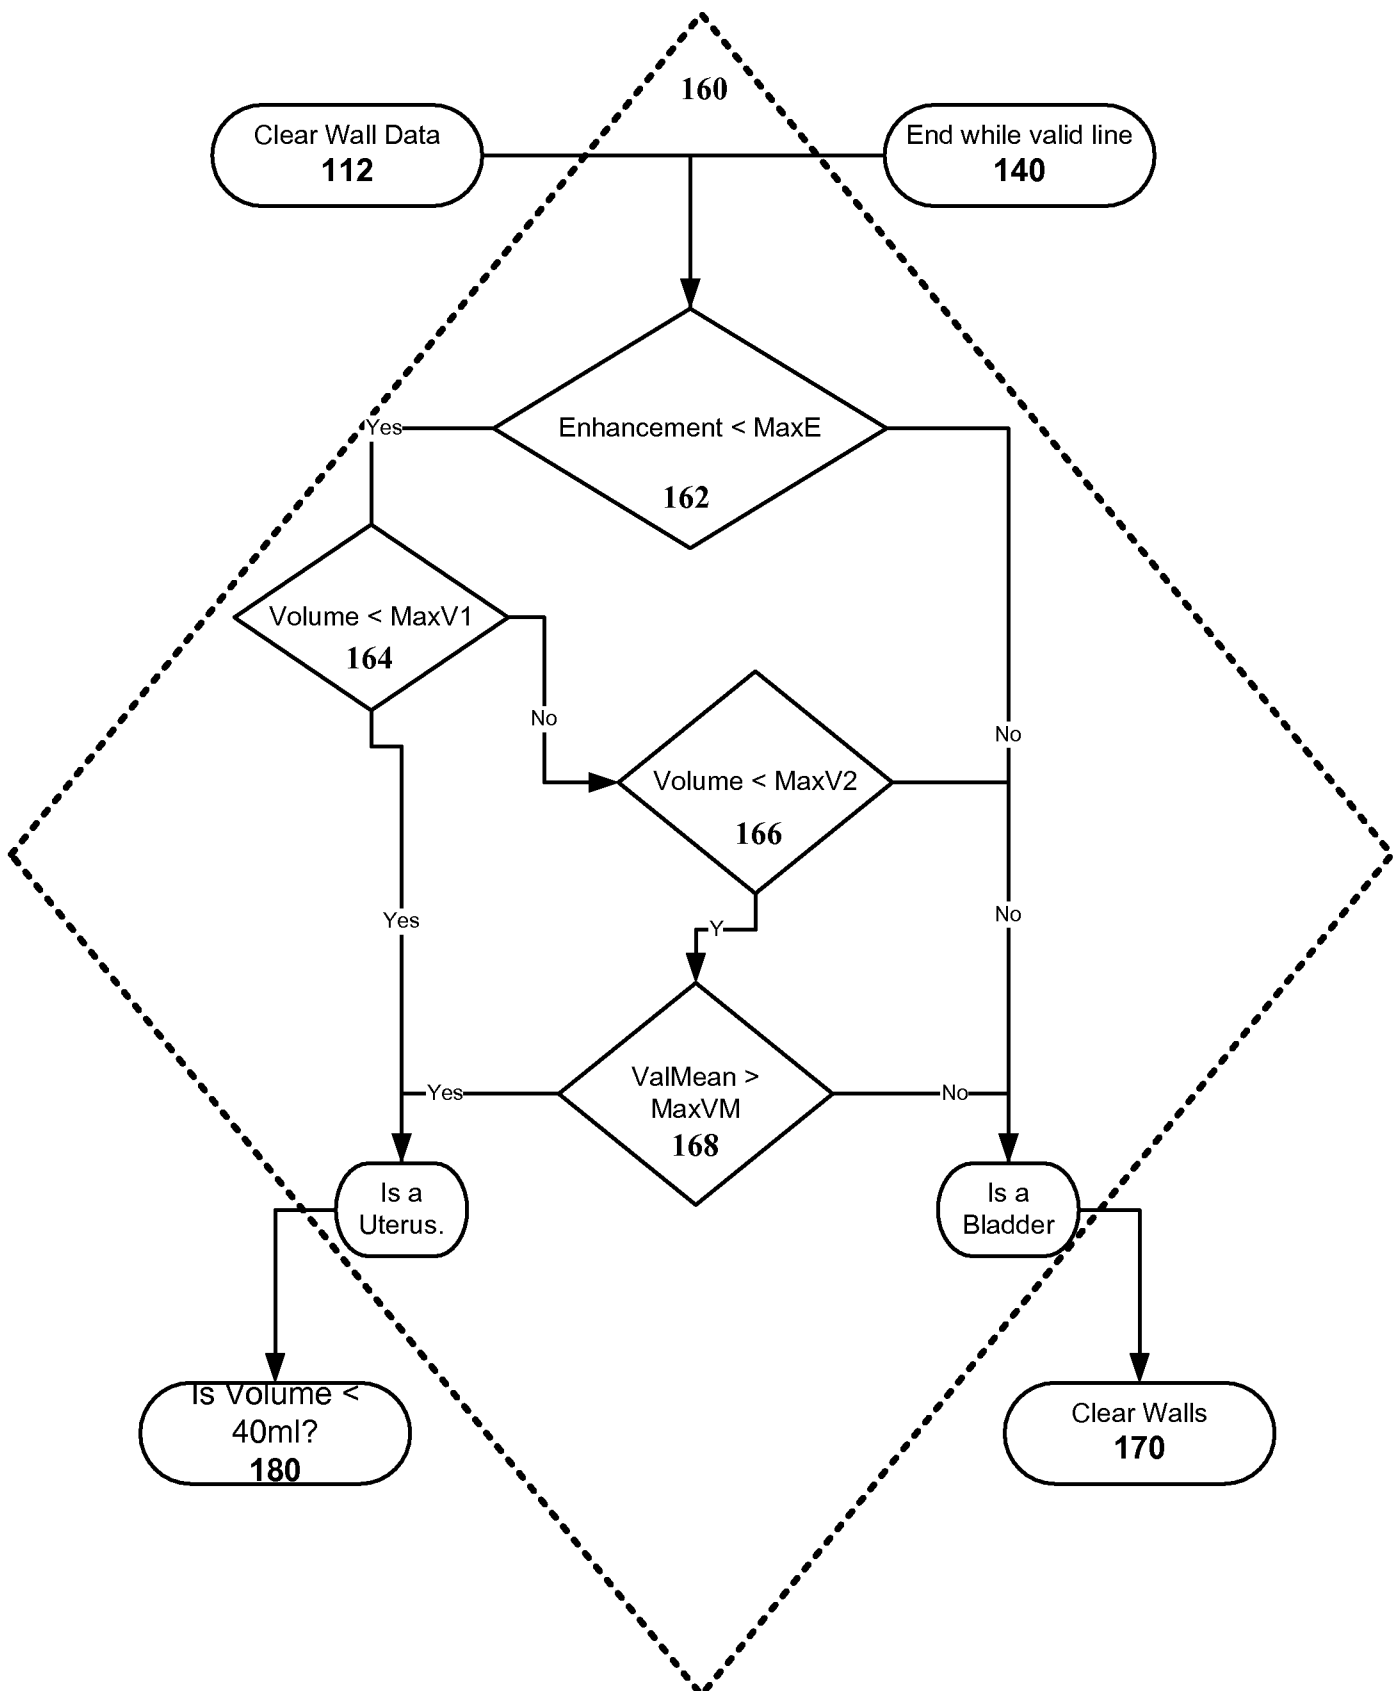 160
Clear Wall Data
112
End while valid line
140
Yes
Enhancement < MaxE
162
Volume < MaxV1
164
No
No
Volume < MaxV2
166
Yes
No
Y
ValMean >
MaxVM
168
Yes
No
Is a
Uterus.
Is a
Bladder
Is Volume <
40ml?
180
Clear Walls
170